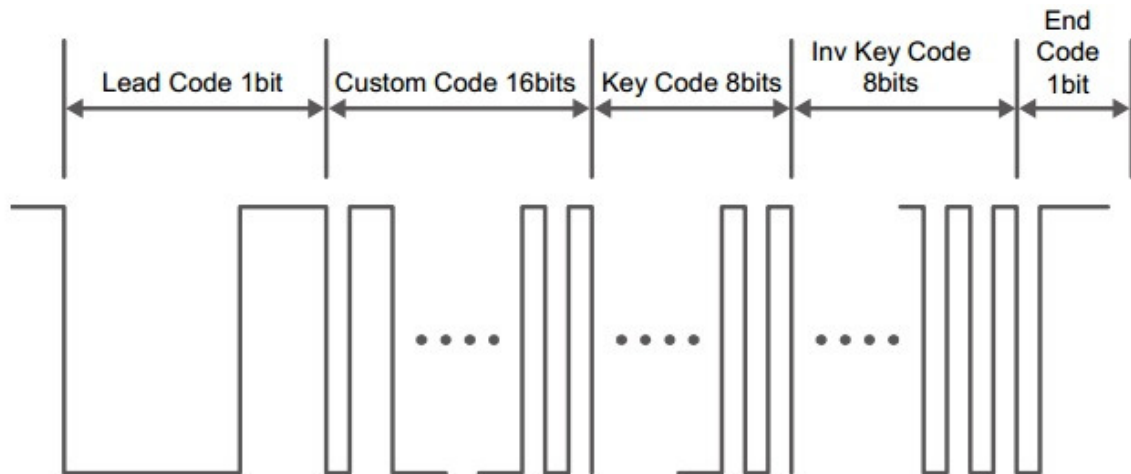 Lead Code 1bit
Custom Code 16bits
Key Code 8bits
Inv Key Code
8bits
End
Code
1bit